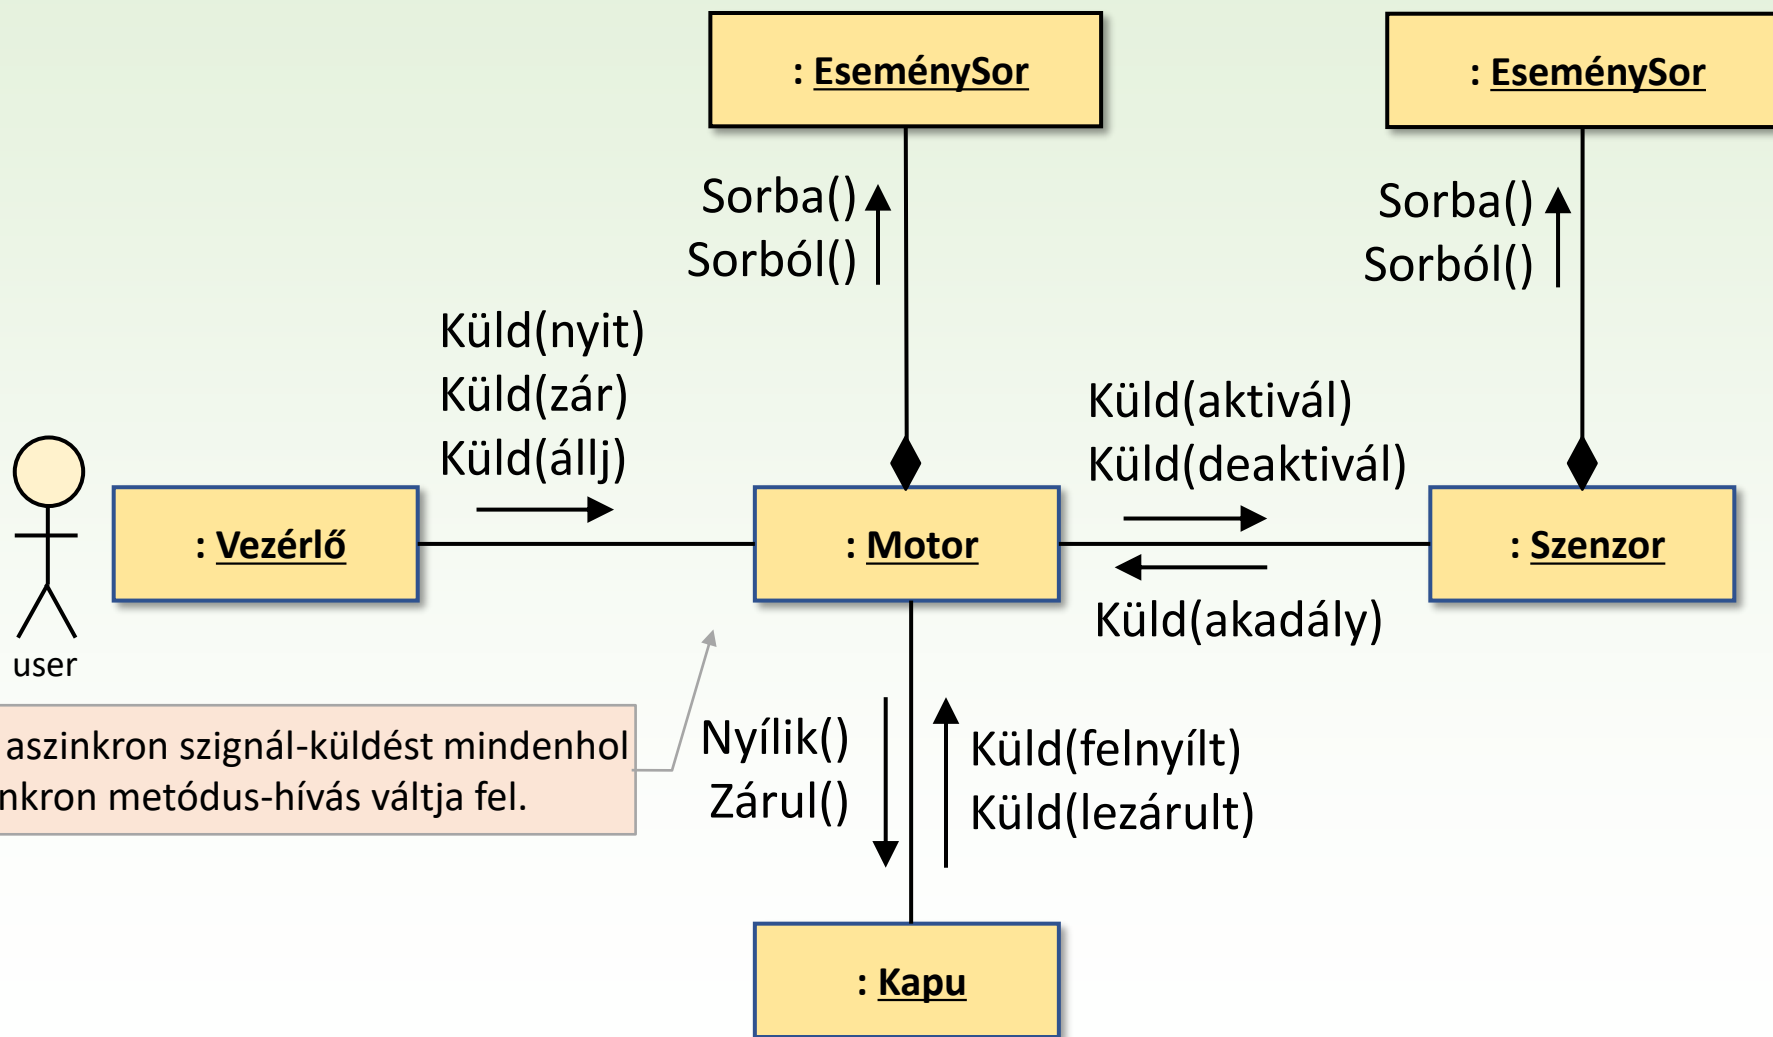 : EseménySor
: EseménySor
Sorba()
Sorból()
Sorba()
Sorból()
Küld(nyit)
Küld(zár)
Küld(állj)
Küld(aktivál)
Küld(deaktivál)
: Vezérlő
: Motor
: Szenzor
Küld(akadály)
user
aszinkron szignál-küldést mindenhol
metódus-hívás váltja fel.
Nyílik()
Zárul()
Küld(felnyílt)
Küld(lezárult)
: Kapu